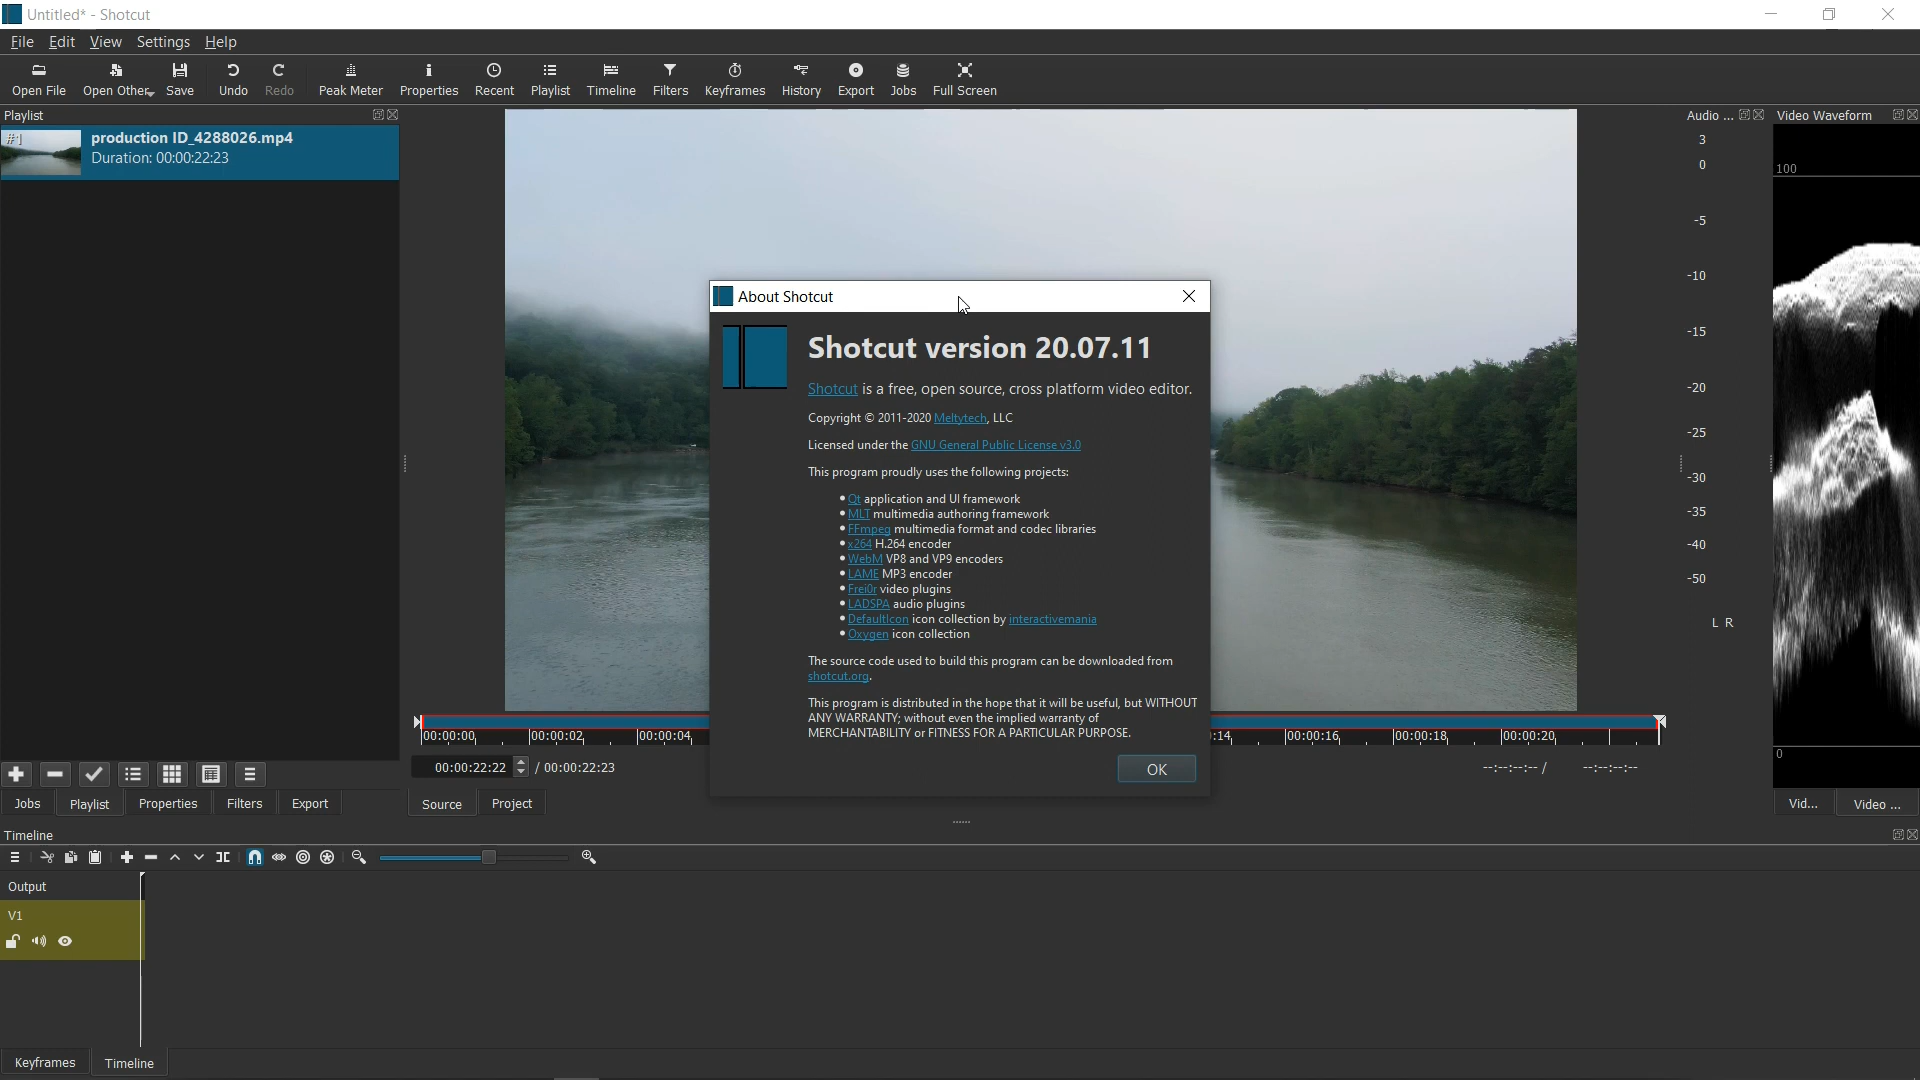 Untitled* - Shotcut
File Edit View Settings Help
Open File Open Other Save Undo Redo Peak Meter Properties Recent Playlist Timeline Filters Keyframes History Export Jobs Full Screen
Playlist
#1
production ID_4288026.mp4
Duration: 00:00:22:23
Audio ...
Video Waveform
3
0
-5
-10
-15
-20
-25
-30
-35
-40
-50
L R
100
0
About Shotcut
Shotcut version 20.07.11
Shotcut is a free, open source, cross platform video editor.
Copyright © 2011-2020 Meltytech, LLC
Licensed under the GNU General Public License v3.0
This program proudly uses the following projects:
• Qt application and UI framework
• MLT multimedia authoring framework
• FFmpeg multimedia format and codec libraries
• x264 H.264 encoder
• WebM VP8 and VP9 encoders
• LAME MP3 encoder
• Frei0r video plugins
• LADSPA audio plugins
• DefaultIcon icon collection by interactivemania
• Oxygen icon collection
The source code used to build this program can be downloaded from
shotcut.org.
This program is distributed in the hope that it will be useful, but WITHOUT
ANY WARRANTY; without even the implied warranty of
MERCHANTABILITY or FITNESS FOR A PARTICULAR PURPOSE.
OK
00:00:00 00:00:02 00:00:04 :14 00:00:16 00:00:18 00:00:20
00:00:22:22 / 00:00:22:23
--:--:--:-- / --:--:--:--
Jobs Playlist Properties Filters Export
Source Project
Vid... Video ...
Timeline
Output
V1
Keyframes Timeline